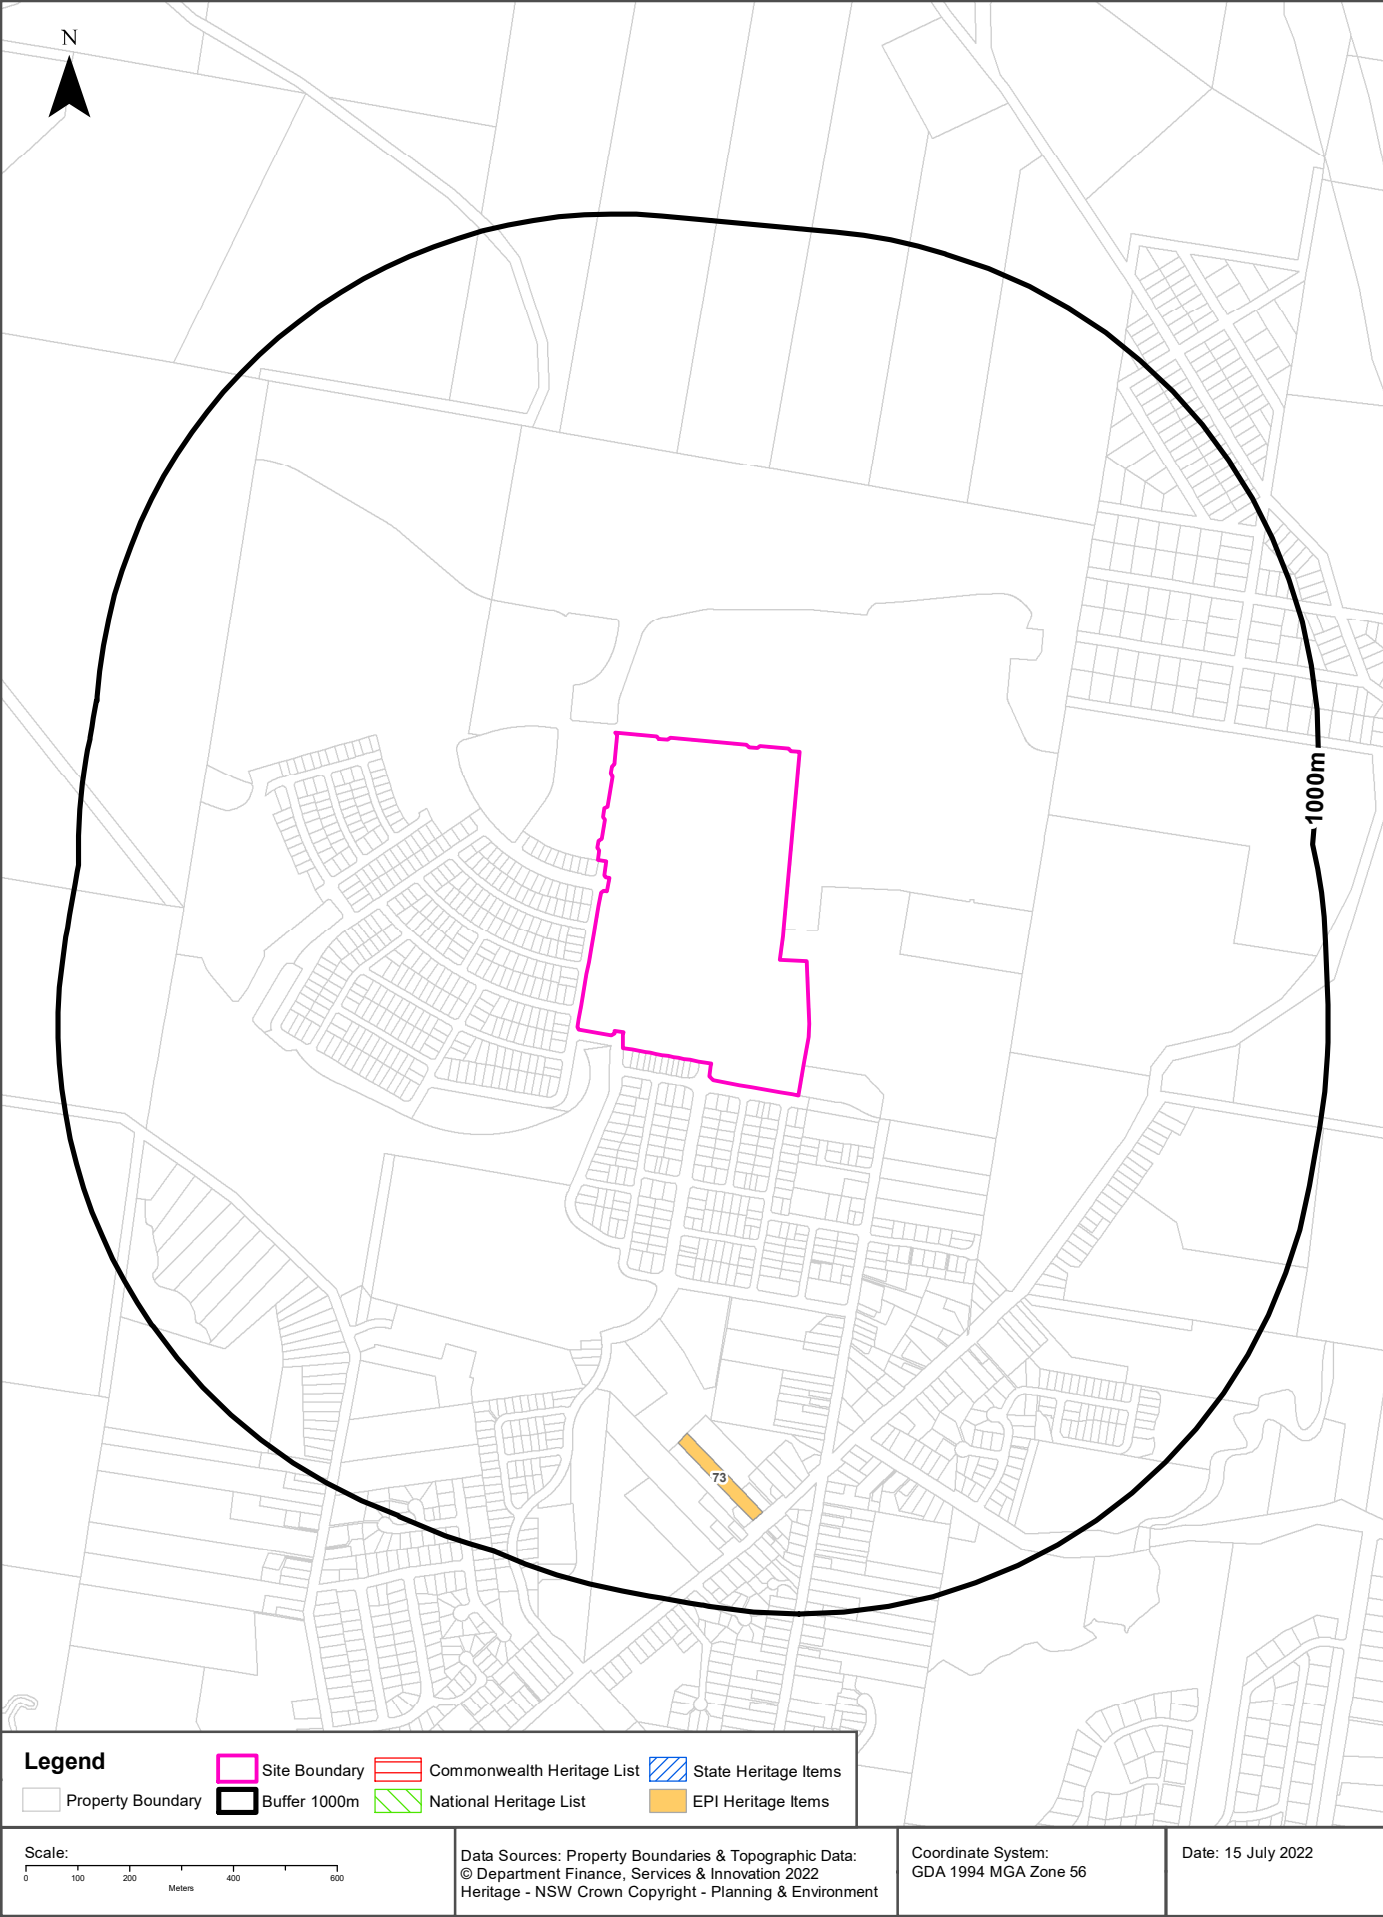 N
1000m
73
Legend
Property Boundary
Site Boundary
Buffer 1000m
Commonwealth Heritage List
National Heritage List
State Heritage Items
EPI Heritage Items
Scale:
0 100 200 400 600
Meters
Data Sources: Property Boundaries & Topographic Data:
© Department Finance, Services & Innovation 2022
Heritage - NSW Crown Copyright - Planning & Environment
Coordinate System:
GDA 1994 MGA Zone 56
Date: 15 July 2022